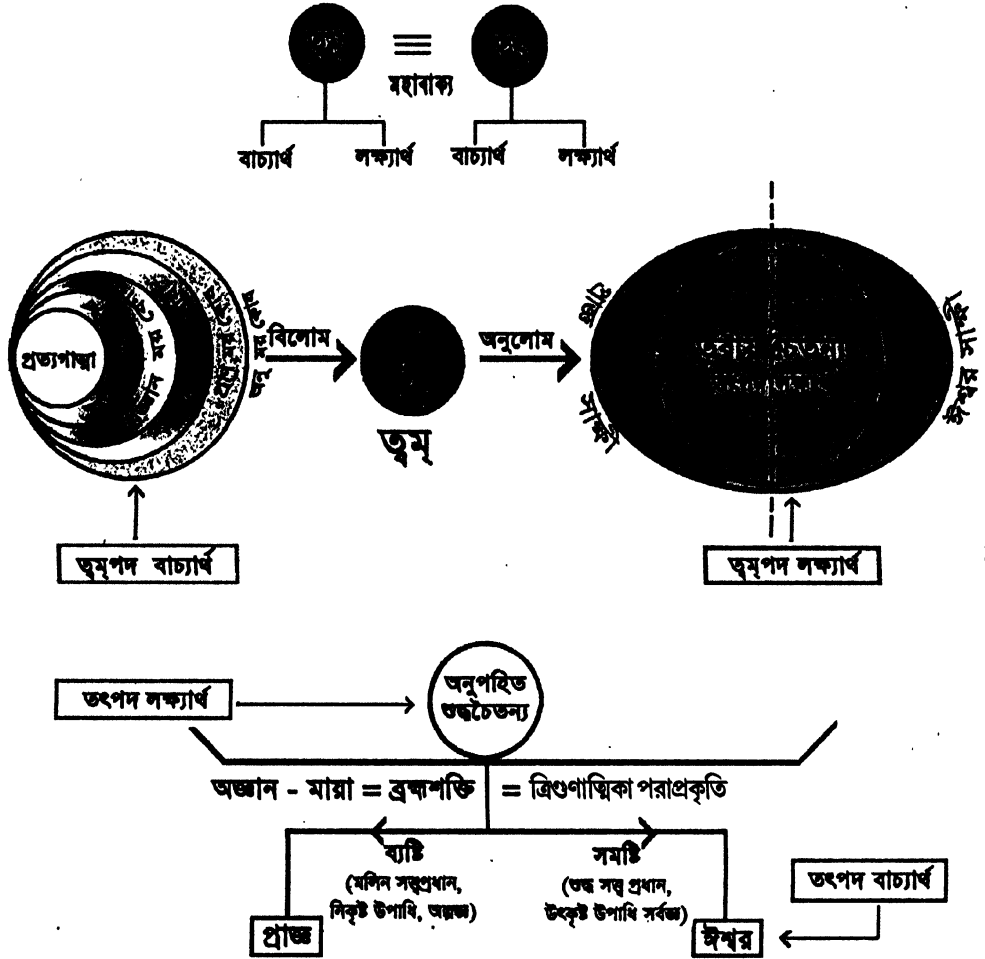 মহাবাক্য
বাচ্যার্থ লক্ষ্যার্থ বাচ্যার্থ লক্ষ্যার্থ
প্রত্যগাত্মা
বিলোম
অনুলোম
ত্বম্
প্রাজ্ঞ
সাক্ষী
ঈশ্বর সাক্ষী
ত্বম্পদ বাচ্যার্থ
ত্বম্পদ লক্ষ্যার্থ
তৎপদ লক্ষ্যার্থ
অনুপহিত
শুদ্ধচৈতন্য
অজ্ঞান - মায়া = ব্রহ্মশক্তি = ত্রিগুণাত্মিকা পরাপ্রকৃতি
ব্যষ্টি
(মলিন সত্ত্বপ্রধান,
নিকৃষ্ট উপাধি, অল্পজ্ঞ)
সমষ্টি
(শুদ্ধ সত্ত্ব প্রধান,
উৎকৃষ্ট উপাধি সর্বজ্ঞ)
তৎপদ বাচ্যার্থ
প্রাজ্ঞ
ঈশ্বর